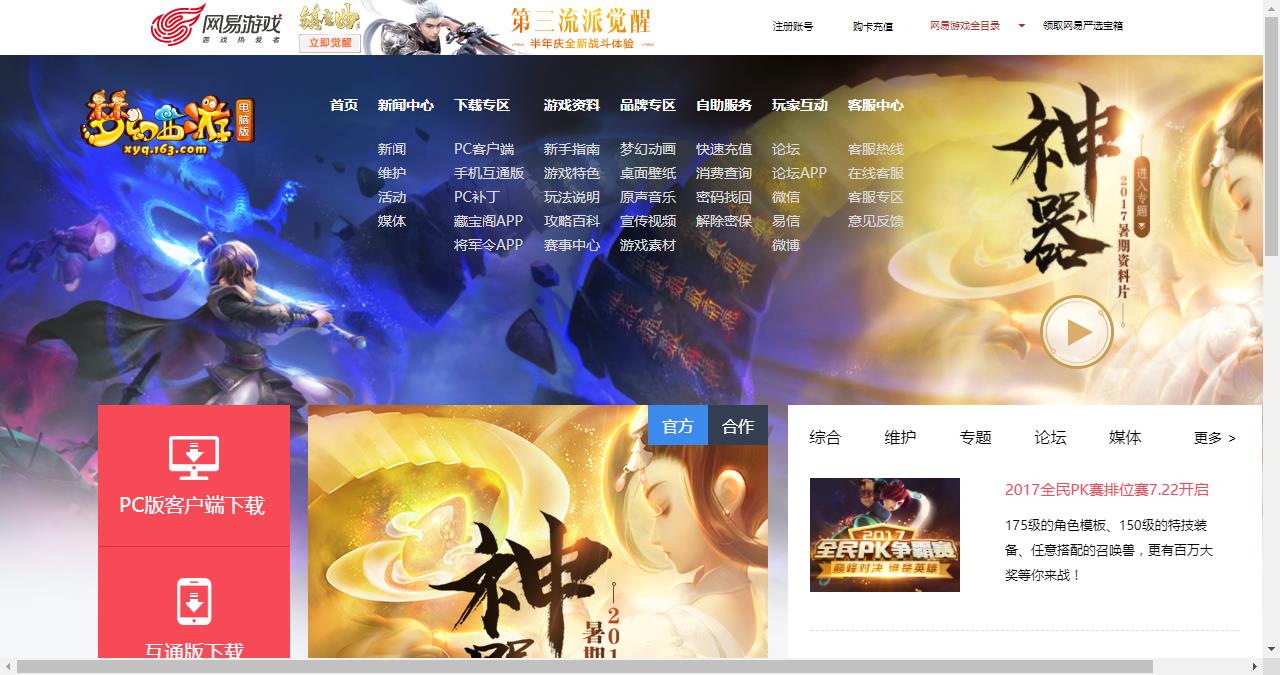 网易游戏
游戏热爱者
镇魔曲
立即觉醒
第三流派觉醒
半年庆全新战斗体验
注册账号
购卡充值
网易游戏全目录
领取网易严选宝箱
梦幻西游
电脑版
xyq.163.com
首页 新闻中心 下载专区 游戏资料 品牌专区 自助服务 玩家互动 客服中心
新闻 PC客户端 新手指南 梦幻动画 快速充值 论坛 客服热线
维护 手机互通版 游戏特色 桌面壁纸 消费查询 论坛APP 在线客服
活动 PC补丁 玩法说明 原声音乐 密码找回 微信 客服专区
媒体 藏宝阁APP 攻略百科 宣传视频 解除密保 易信 意见反馈
将军令APP 赛事中心 游戏素材 微博
神器
进入专题
2017暑期资料片
PC版客户端下载
互通版下载
官方 合作
神
201
暑期
综合 维护 专题 论坛 媒体 更多 >
2017
全民PK争霸赛
巅峰对决 谁是英雄
2017全民PK赛排位赛7.22开启
175级的角色模板、150级的特技装
备、任意搭配的召唤兽，更有百万大
奖等你来战！